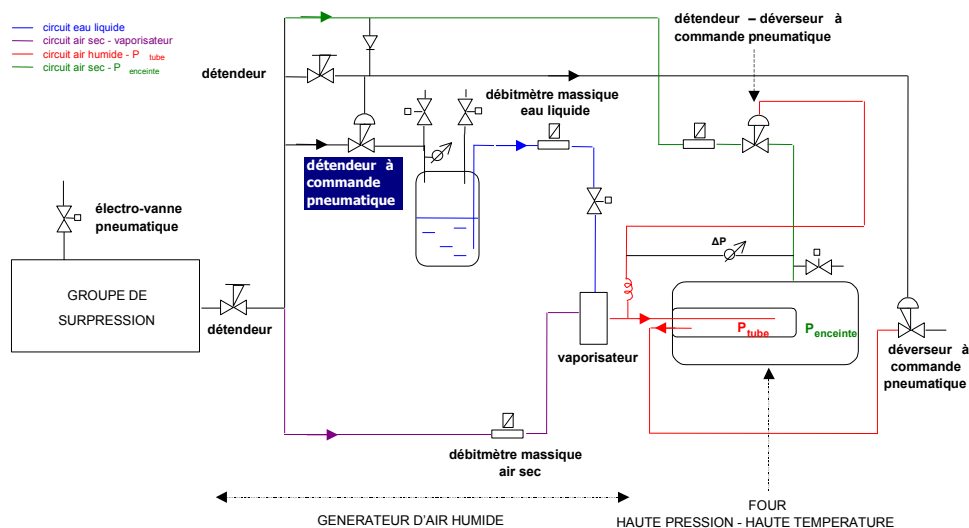 circuit eau liquide
circuit air sec - vaporisateur
circuit air humide - P tube
circuit air sec - P enceinte
détendeur – déverseur à
commande pneumatique
détendeur
débitmètre massique
eau liquide
détendeur à
commande
pneumatique
électro-vanne
pneumatique
ΔP
GROUPE DE
SURPRESSION
détendeur
P tube
P enceinte
vaporisateur
déverseur à
commande
pneumatique
débitmètre massique
air sec
GENERATEUR D'AIR HUMIDE
FOUR
HAUTE PRESSION - HAUTE TEMPERATURE